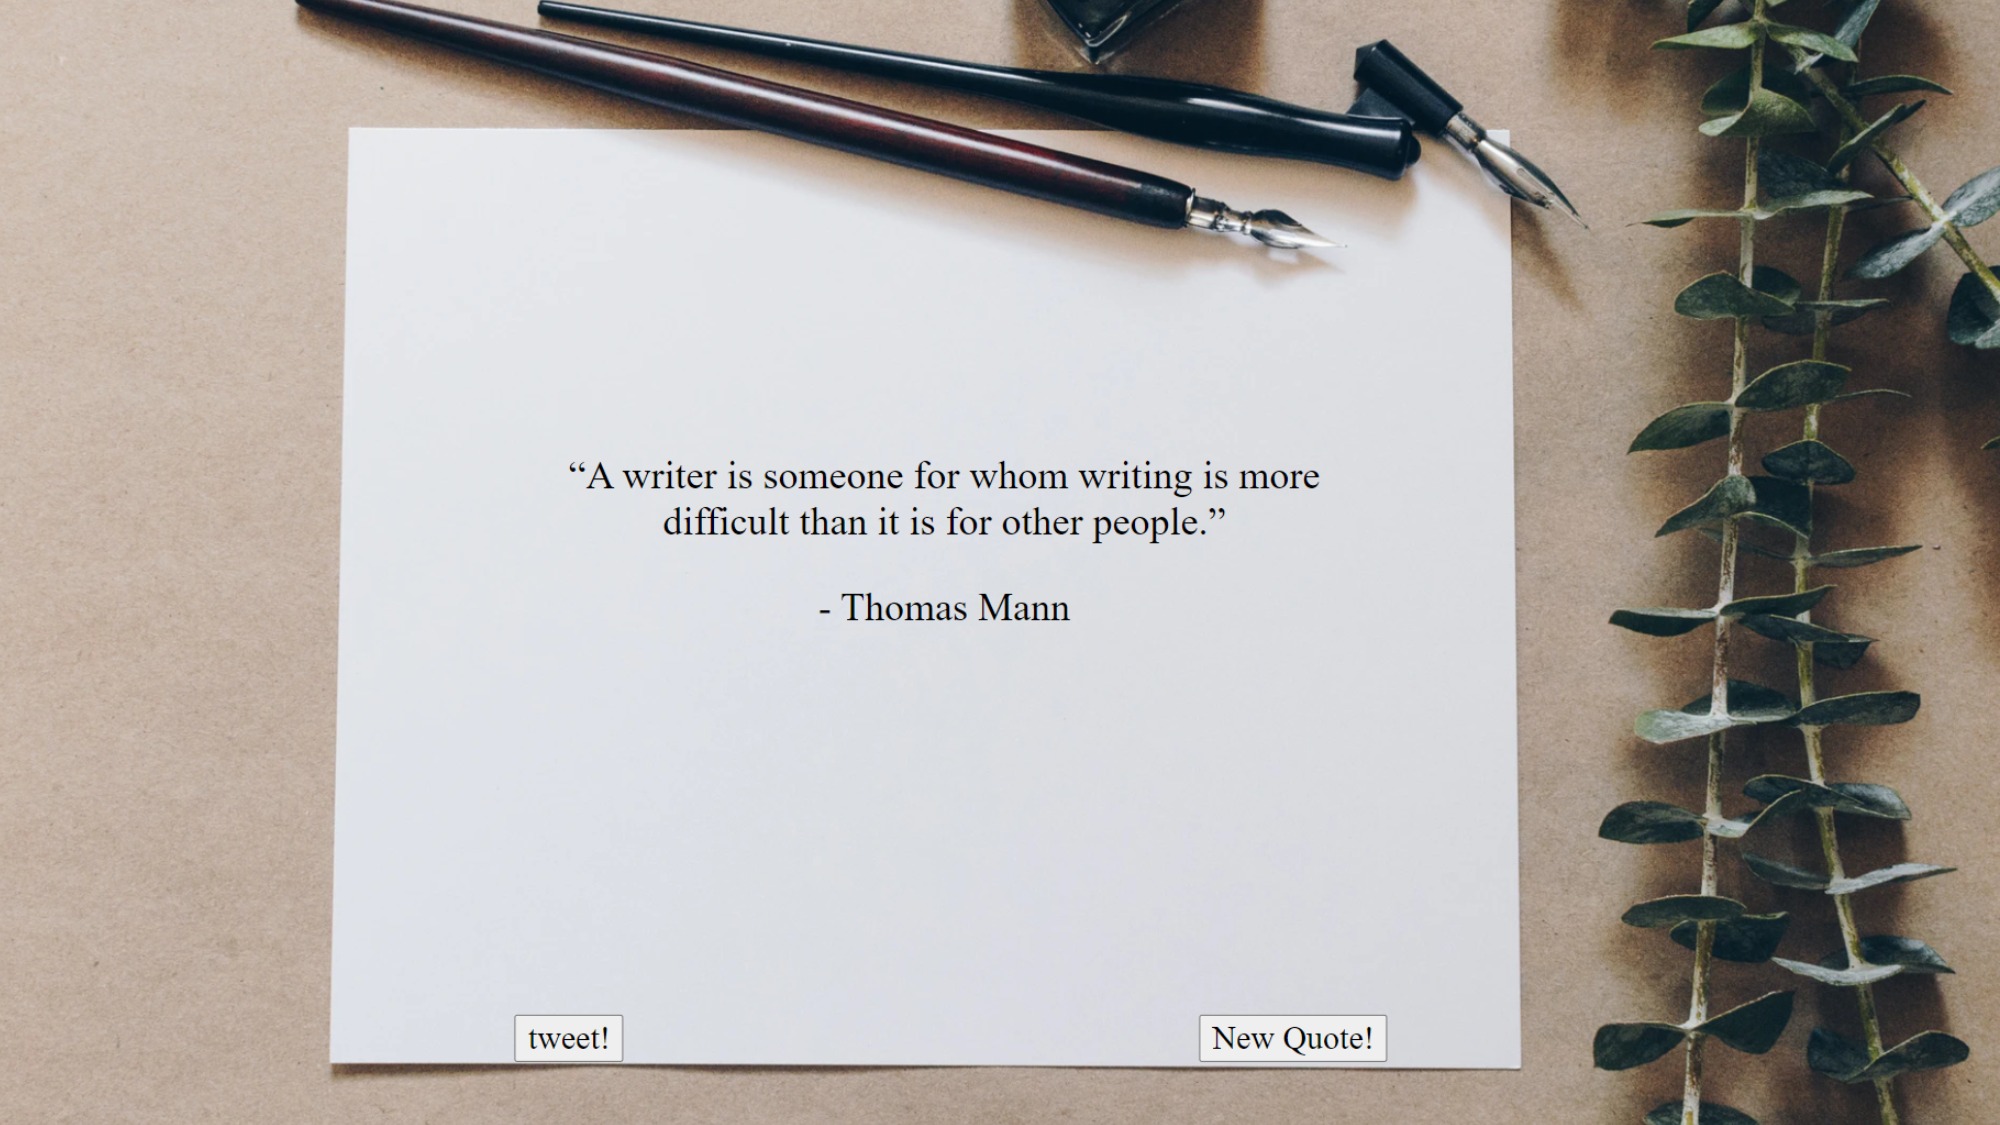 “A writer is someone for whom writing is more
difficult than it is for other people.”
- Thomas Mann
tweet!
New Quote!